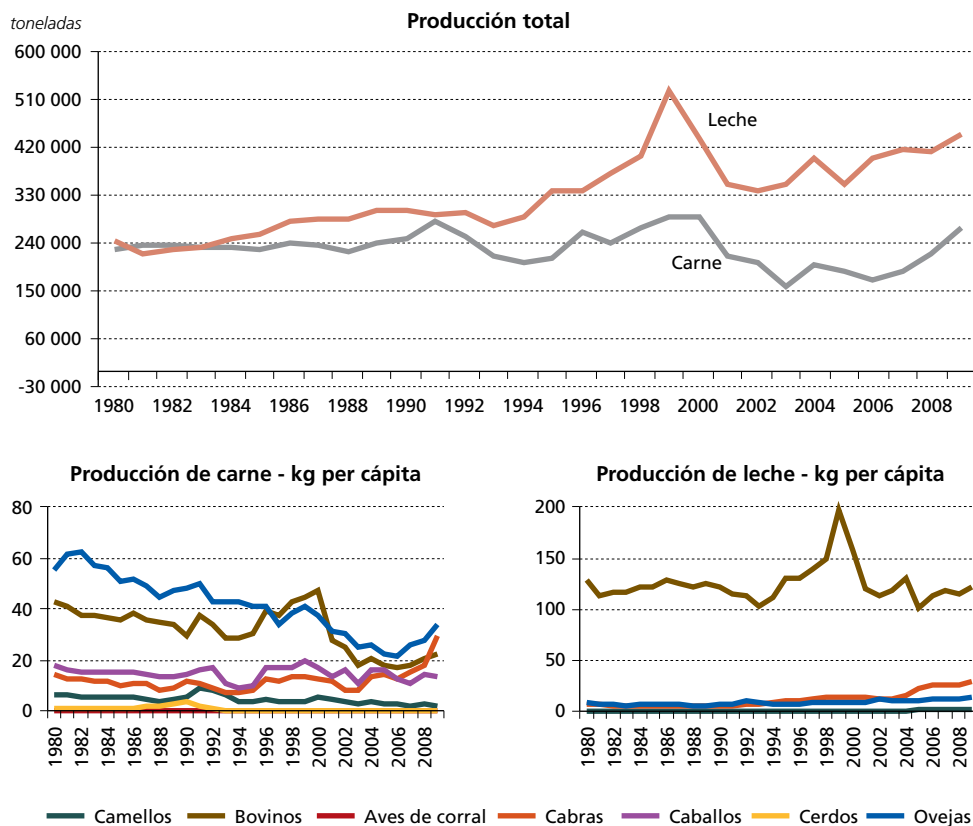 Producción total
toneladas
600 000
510 000
420 000
330 000
240 000
150 000
60 000
-30 000
Leche
Carne
1980 1982 1984 1986 1988 1990 1992 1994 1996 1998 2000 2002 2004 2006 2008
Producción de carne - kg per cápita
80
60
40
20
0
1980 1982 1984 1986 1988 1990 1992 1994 1996 1998 2000 2002 2004 2006 2008
Producción de leche - kg per cápita
200
150
100
50
0
1980 1982 1984 1986 1988 1990 1992 1994 1996 1998 2000 2002 2004 2006 2008
Camellos Bovinos Aves de corral Cabras Caballos Cerdos Ovejas